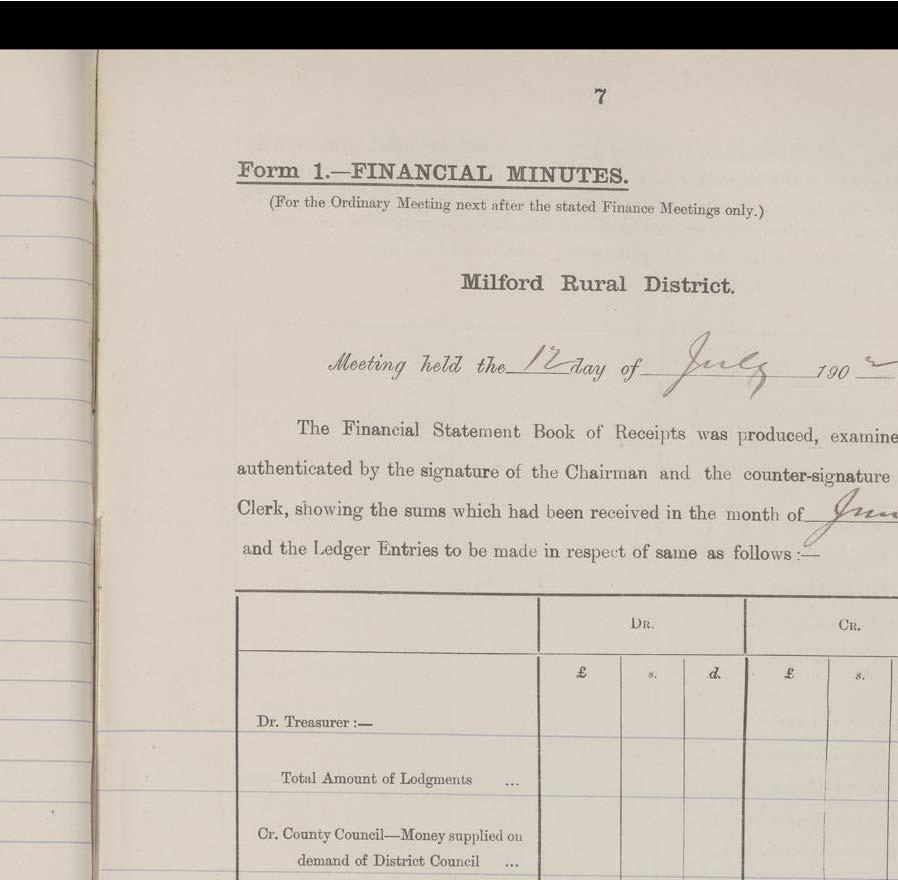 7
Form 1.—FINANCIAL MINUTES.
(For the Ordinary Meeting next after the stated Finance Meetings only.)
Milford Rural District.
Meeting held the 12 day of July 1902
The Financial Statement Book of Receipts was produced, examine
authenticated by the signature of the Chairman and the counter-signature
Clerk, showing the sums which had been received in the month of
and the Ledger Entries to be made in respect of same as follows :—
DR. CR.
£ s. d. £ s.
Dr. Treasurer :—
Total Amount of Lodgments ...
Cr. County Council—Money supplied on
demand of District Council ...